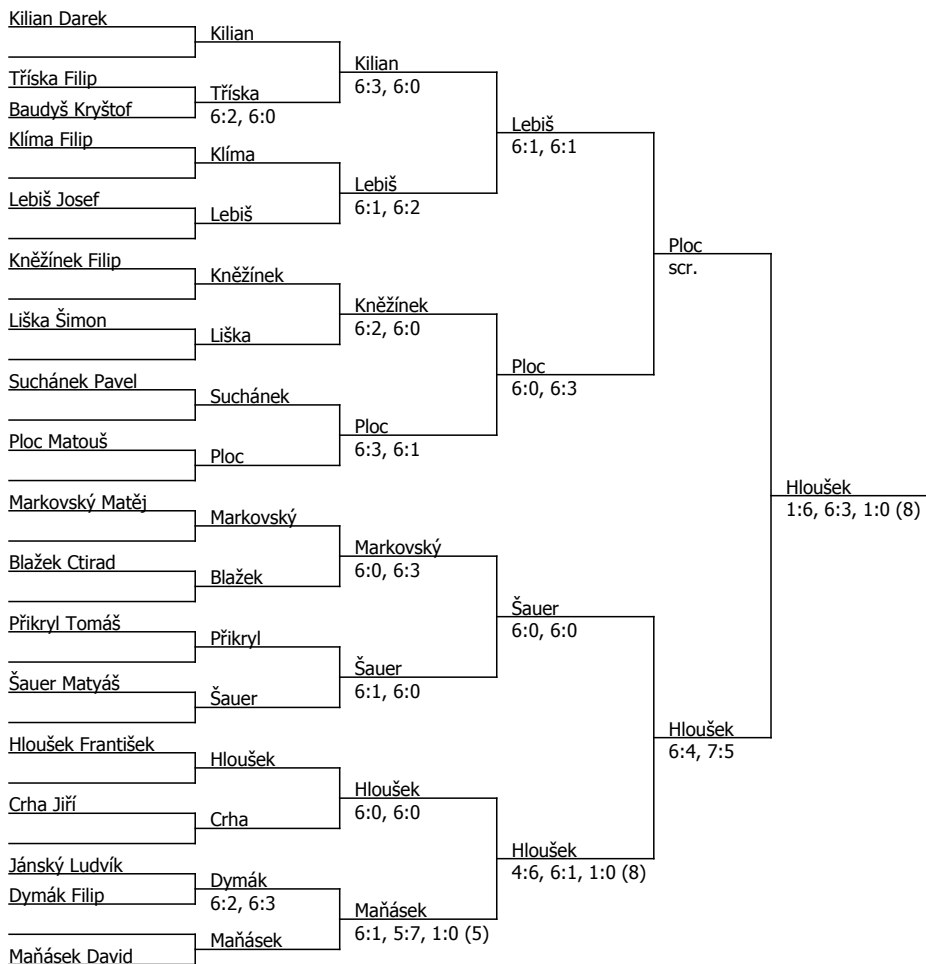 Kilian Darek
Kilian
Kilian
6:3, 6:0
Tříska Filip
Tříska
6:2, 6:0
Baudyš Kryštof
Lebiš
6:1, 6:1
Klíma Filip
Klíma
Lebiš
6:1, 6:2
Lebiš Josef
Lebiš
Ploc
scr.
Kněžínek Filip
Kněžínek
Kněžínek
6:2, 6:0
Liška Šimon
Liška
Ploc
6:0, 6:3
Suchánek Pavel
Suchánek
Ploc
6:3, 6:1
Ploc Matouš
Ploc
Hloušek
1:6, 6:3, 1:0 (8)
Markovský Matěj
Markovský
Markovský
6:0, 6:3
Blažek Ctirad
Blažek
Šauer
6:0, 6:0
Přikryl Tomáš
Přikryl
Šauer
6:1, 6:0
Šauer Matyáš
Šauer
Hloušek
6:4, 7:5
Hloušek František
Hloušek
Hloušek
6:0, 6:0
Crha Jiří
Crha
Hloušek
4:6, 6:1, 1:0 (8)
Jánský Ludvík
Dymák
6:2, 6:3
Dymák Filip
Maňásek
6:1, 5:7, 1:0 (5)
Maňásek
Maňásek David